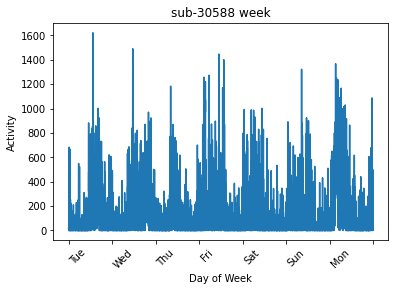 sub-30588 week
1600
1400
1200
1000
800
600
400
200
0
Activity
Tue
Wed
Thu
Fri
Sat
Sun
Mon
Day of Week